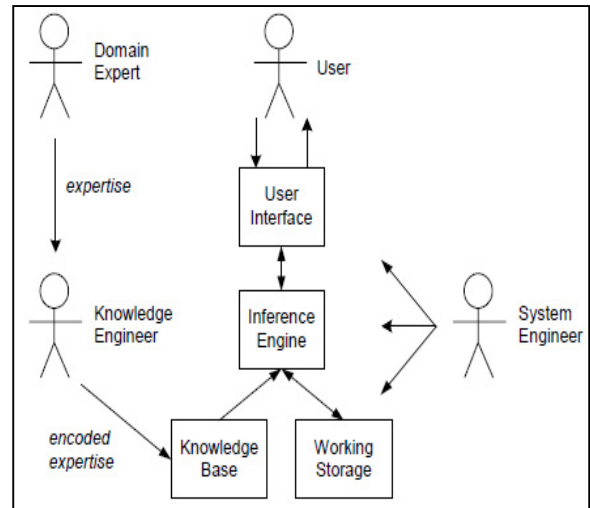 Domain
Expert
User
expertise
User
Interface
Knowledge
Engineer
Inference
Engine
System
Engineer
encoded
expertise
Knowledge
Base
Working
Storage